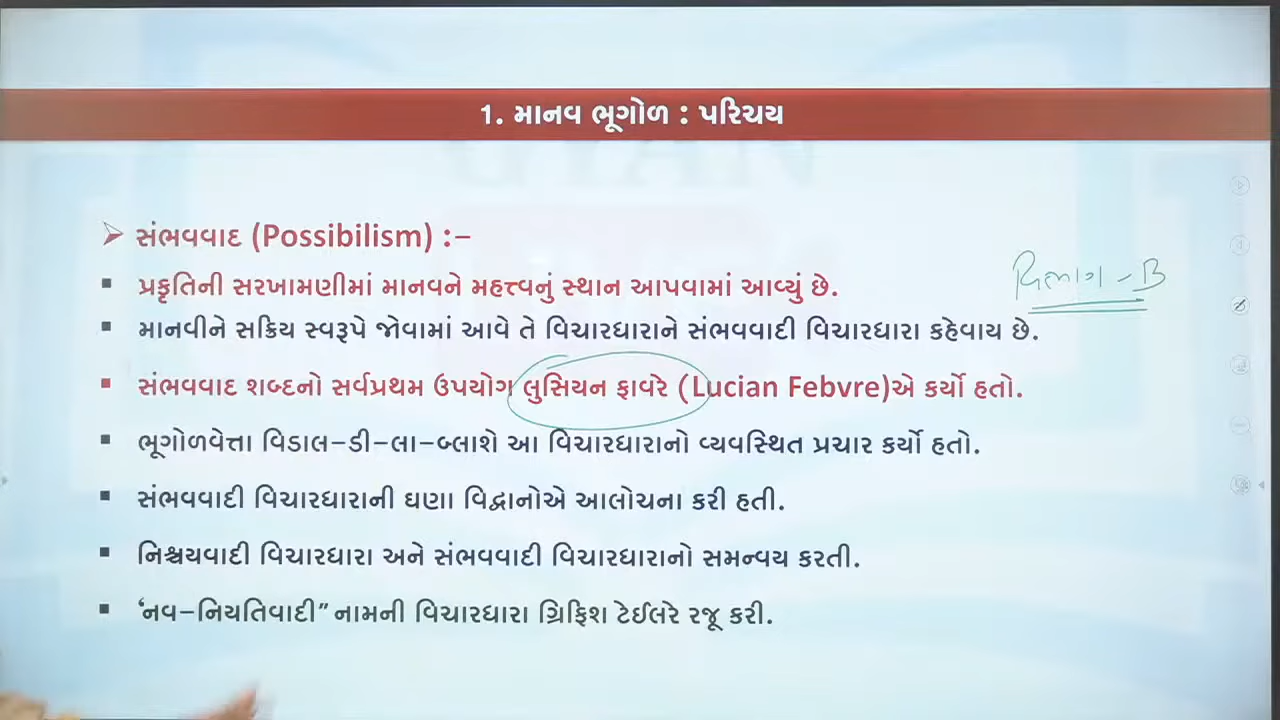 1. માનવ ભૂગોળ : પરિચય
➤ સંભવવાદ (Possibilism) :–
▪ પ્રકૃતિની સરખામણીમાં માનવને મહત્ત્વનું સ્થાન આપવામાં આવ્યું છે.
વિભાગ - B
▪ માનવીને સક્રિય સ્વરૂપે જોવામાં આવે તે વિચારધારાને સંભવવાદી વિચારધારા કહેવાય છે.
▪ સંભવવાદ શબ્દનો સર્વપ્રથમ ઉપયોગ લુસિયન ફાવરે (Lucian Febvre)એ કર્યો હતો.
▪ ભૂગોળવેત્તા વિડાલ–ડી–લા–બ્લાશે આ વિચારધારાનો વ્યવસ્થિત પ્રચાર કર્યો હતો.
▪ સંભવવાદી વિચારધારાની ઘણા વિદ્વાનોએ આલોચના કરી હતી.
▪ નિશ્ચયવાદી વિચારધારા અને સંભવવાદી વિચારધારાનો સમન્વય કરતી.
▪ ‘નવ–નિયતિવાદી” નામની વિચારધારા ગ્રિફિશ ટેઈલરે રજૂ કરી.